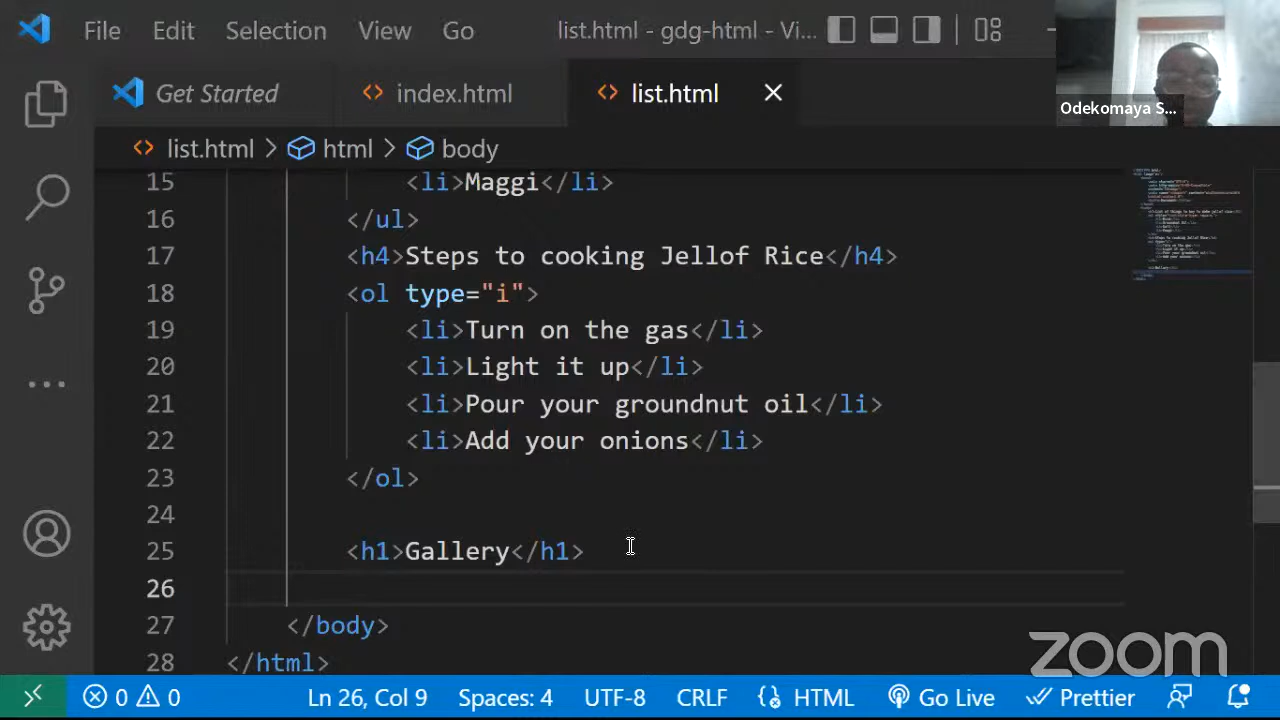 File Edit Selection View Go list.html - gdg-html - Vi...
Odekomaya S...
Get Started index.html list.html
list.html > html > body
15 <li>Maggi</li>
16 </ul>
17 <h4>Steps to cooking Jellof Rice</h4>
18 <ol type="i">
19 <li>Turn on the gas</li>
20 <li>Light it up</li>
21 <li>Pour your groundnut oil</li>
22 <li>Add your onions</li>
23 </ol>
24
25 <h1>Gallery</h1>
26
27 </body>
28 </html>
zoom
0 0 Ln 26, Col 9 Spaces: 4 UTF-8 CRLF HTML Go Live Prettier